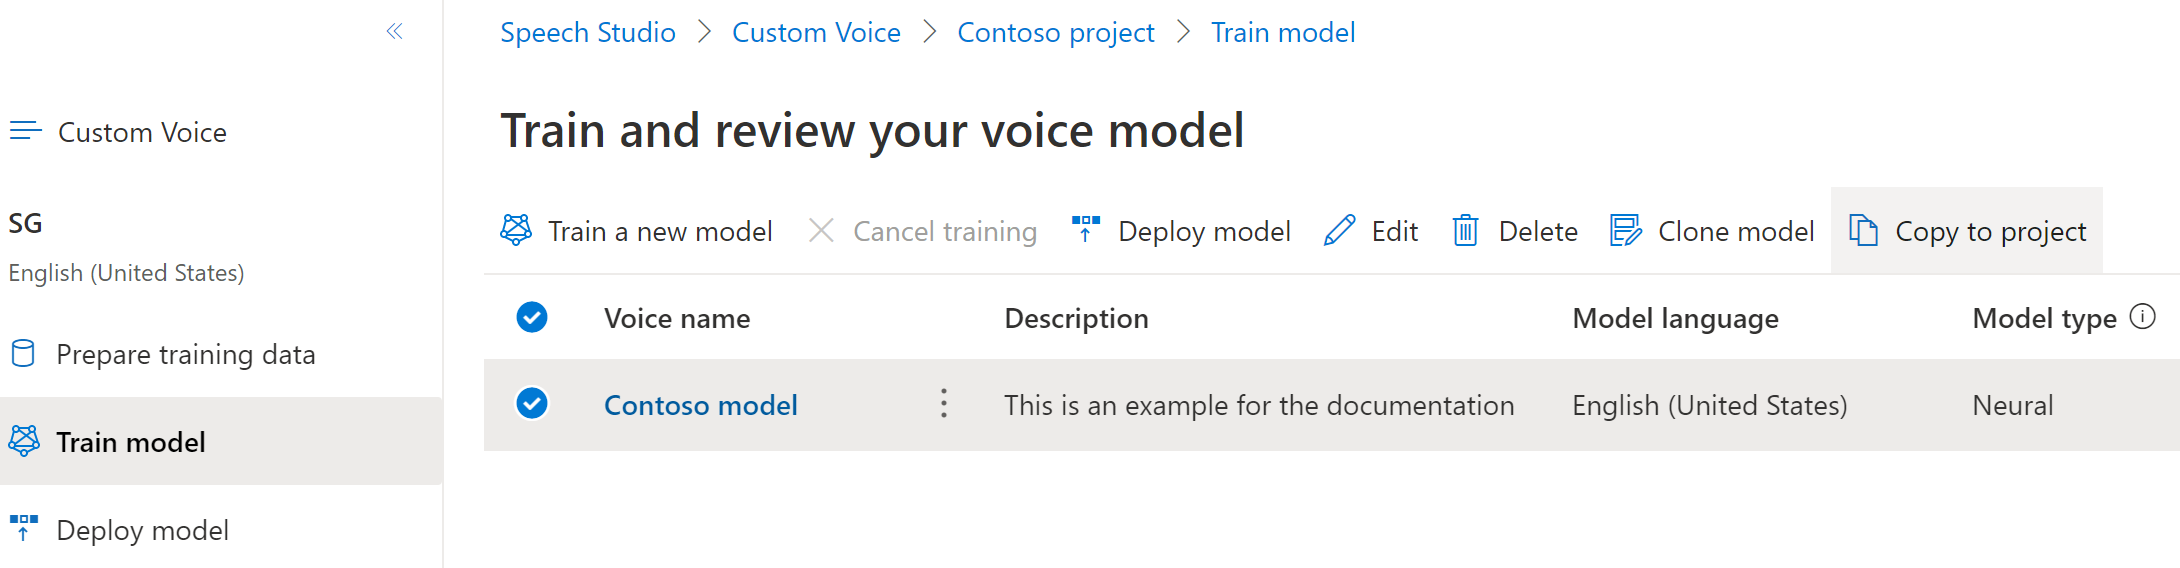 Speech Studio > Custom Voice > Contoso project > Train model
Custom Voice
SG
English (United States)
Prepare training data
Train model
Deploy model
Train and review your voice model
Train a new model Cancel training Deploy model Edit Delete Clone model Copy to project
Voice name Description Model language Model type
Contoso model This is an example for the documentation English (United States) Neural